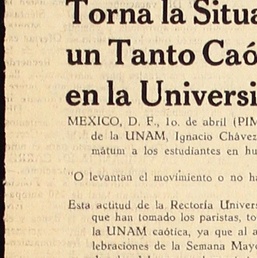 Torna la Situa
un Tanto Caó
en la Universi
MEXICO, D. F., 1o. de abril (PIM
de la UNAM, Ignacio Chávez
mátum a los estudiantes en hu
"O levantan el movimiento o no ha
Esta actitud de la Rectoría Univers
que han tomado los paristas, to
la UNAM caótica, ya que al a
lebraciones de la Semana Mayo